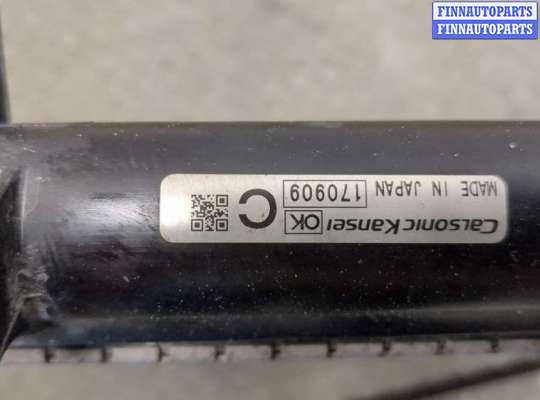 FINNAUTOPARTS
FINNAUTOPARTS
CALSONIC KANSEI OK C
MADE IN JAPAN 170909